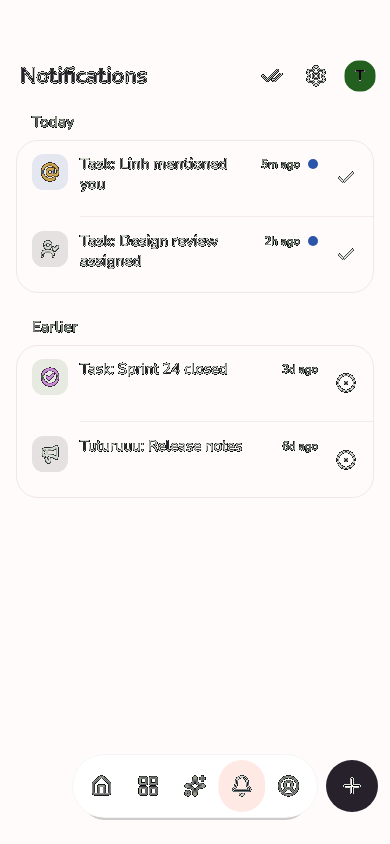 Notifications
T
Today
Task: Linh mentioned you
5m ago
Task: Design review assigned
2h ago
Earlier
Task: Sprint 24 closed
3d ago
Tuturuuu: Release notes
6d ago